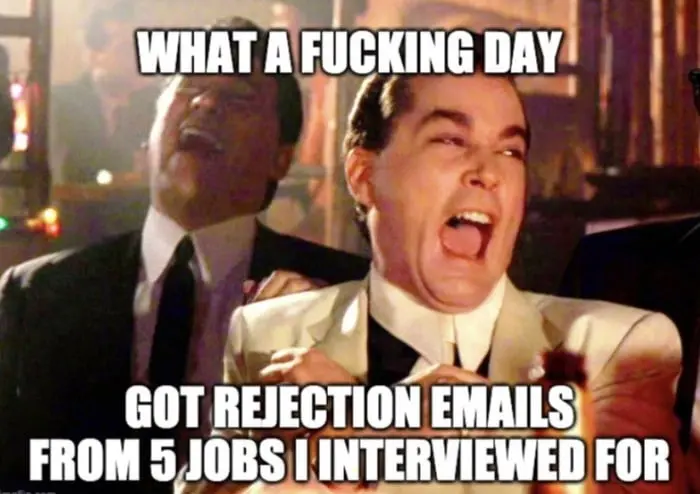 WHAT A FUCKING DAY
GOT REJECTION EMAILS
FROM 5 JOBS I INTERVIEWED FOR